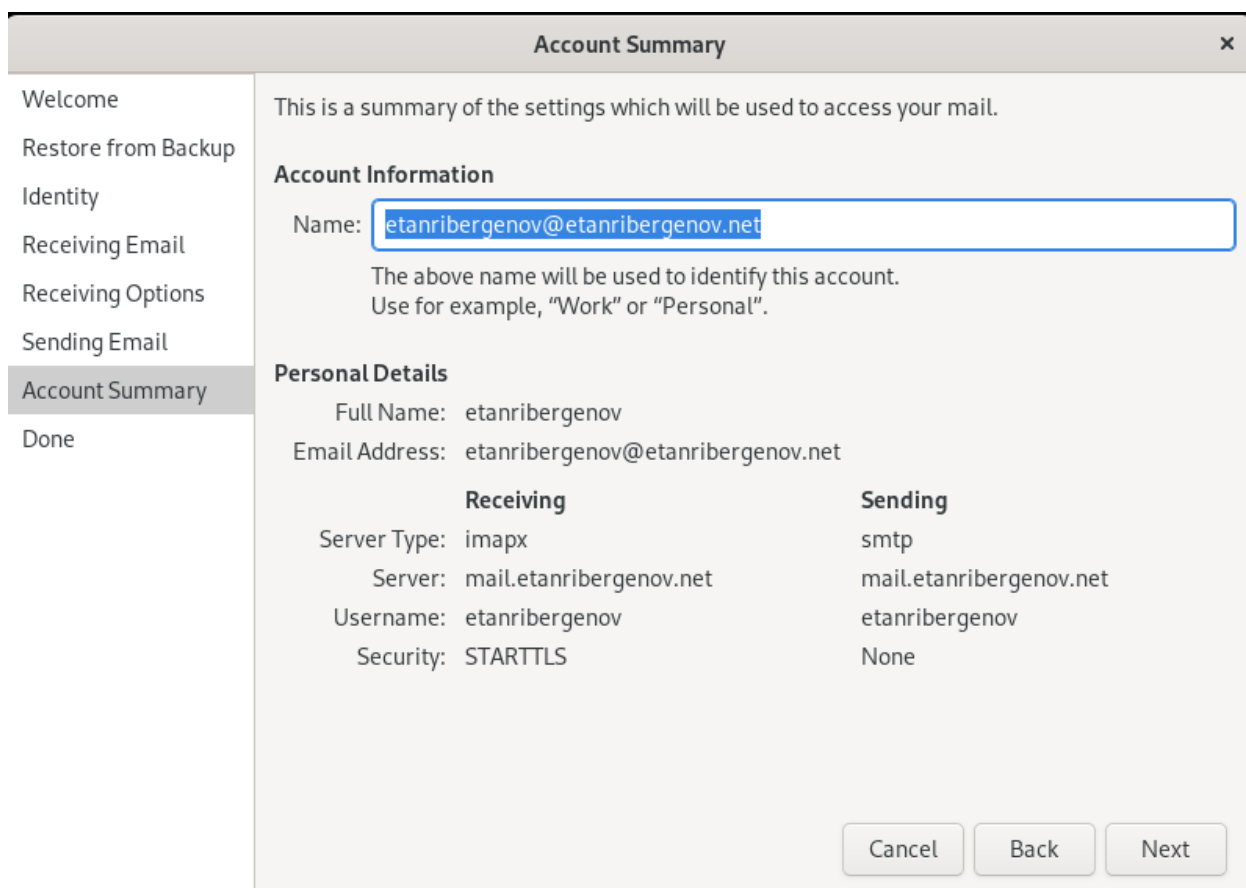 Account Summary
×
Welcome
Restore from Backup
Identity
Receiving Email
Receiving Options
Sending Email
Account Summary
Done
This is a summary of the settings which will be used to access your mail.
Account Information
Name: etanribergenov@etanribergenov.net
The above name will be used to identify this account.
Use for example, “Work” or “Personal”.
Personal Details
Full Name: etanribergenov
Email Address: etanribergenov@etanribergenov.net
Receiving Sending
Server Type: imapx smtp
Server: mail.etanribergenov.net mail.etanribergenov.net
Username: etanribergenov etanribergenov
Security: STARTTLS None
Cancel Back Next